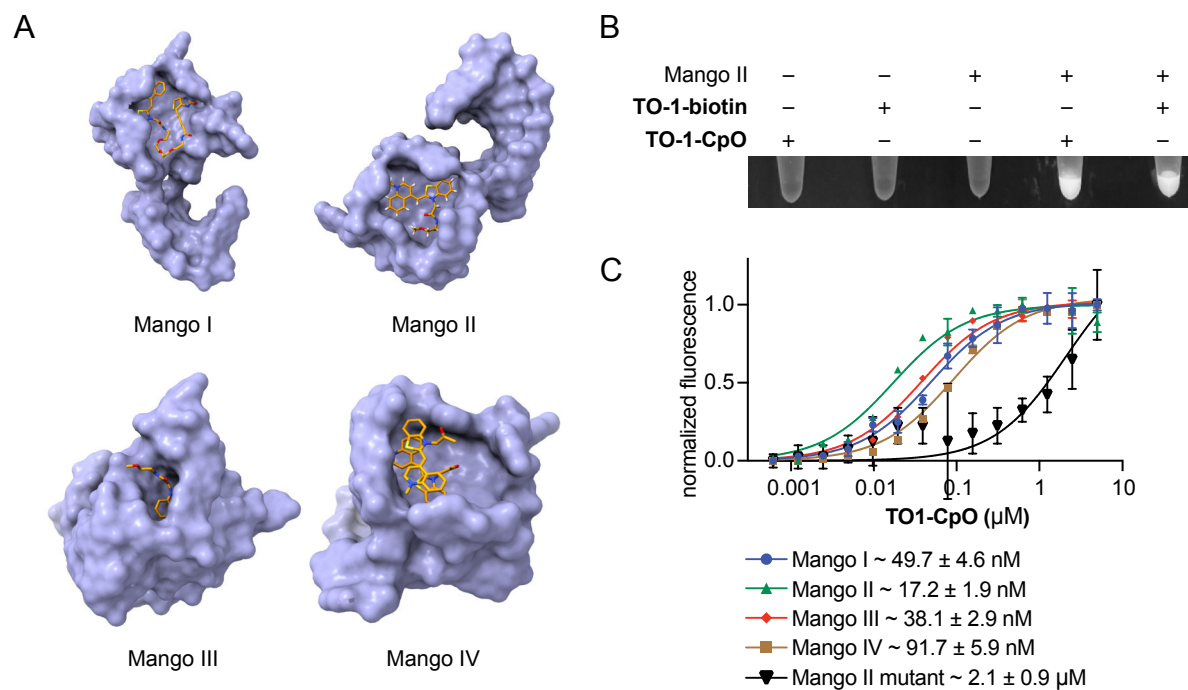 A
Mango I
Mango II
Mango III
Mango IV
B
Mango II – – + + +
TO-1-biotin – + – – +
TO-1-CpO + – – + –
C
normalized fluorescence
1.0
0.5
0.0
0.001 0.01 0.1 1 10
TO1-CpO (µM)
Mango I ~ 49.7 ± 4.6 nM
Mango II ~ 17.2 ± 1.9 nM
Mango III ~ 38.1 ± 2.9 nM
Mango IV ~ 91.7 ± 5.9 nM
Mango II mutant ~ 2.1 ± 0.9 µM